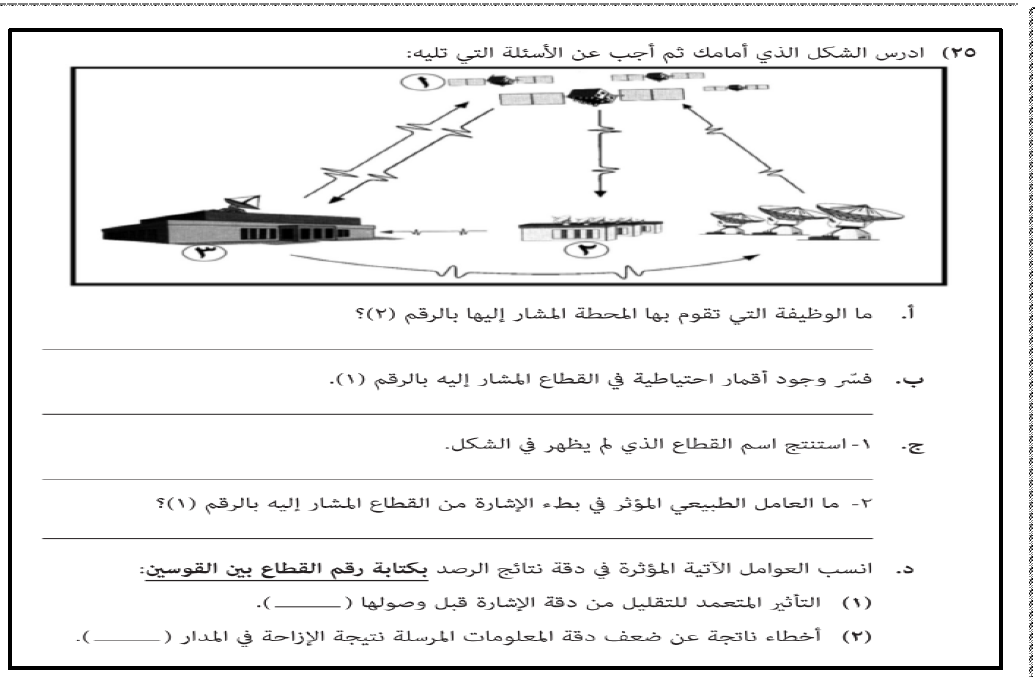 ٢٥) ادرس الشكل الذي أمامك ثم أجب عن الأسئلة التي تليه:
١
٢
٣
أ. ما الوظيفة التي تقوم بها المحطة المشار إليها بالرقم (٢)؟
ب. فسّر وجود أقمار احتياطية في القطاع المشار إليه بالرقم (١).
ج. ١- استنتج اسم القطاع الذي لم يظهر في الشكل.
٢- ما العامل الطبيعي المؤثر في بطء الإشارة من القطاع المشار إليه بالرقم (١)؟
د. انسب العوامل الآتية المؤثرة في دقة نتائج الرصد بكتابة رقم القطاع بين القوسين:
(١) التأثير المتعمد للتقليل من دقة الإشارة قبل وصولها (______).
(٢) أخطاء ناتجة عن ضعف دقة المعلومات المرسلة نتيجة الإزاحة في المدار (______).